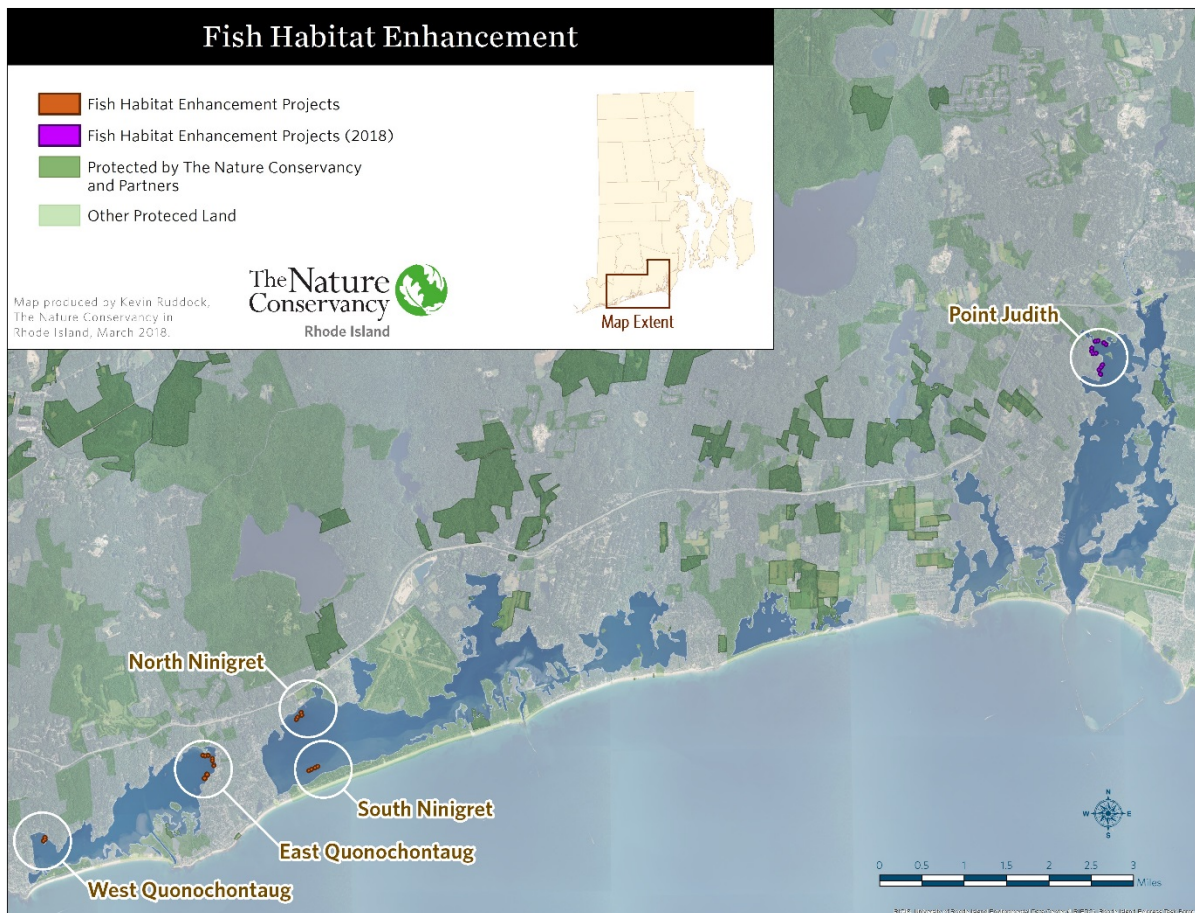 Fish Habitat Enhancement
Fish Habitat Enhancement Projects
Fish Habitat Enhancement Projects (2018)
Protected by The Nature Conservancy
and Partners
Other Proteced Land
Map produced by Kevin Ruddock,
The Nature Conservancy in
Rhode Island, March 2018.
The Nature
Conservancy
Rhode Island
Map Extent
Point Judith
North Ninigret
South Ninigret
East Quonochontaug
West Quonochontaug
N
W E
S
0 0.5 1 1.5 2 2.5 3
Miles